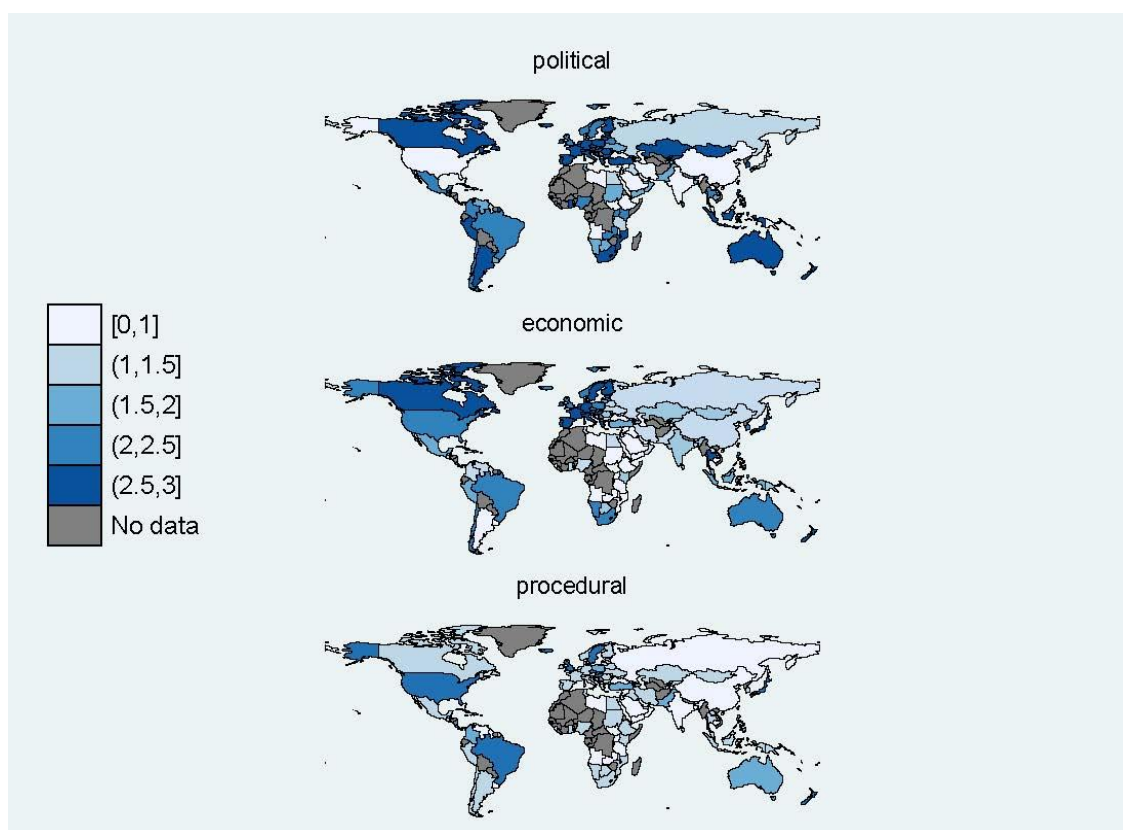 political
economic
procedural
[0,1]
(1,1.5]
(1.5,2]
(2,2.5]
(2.5,3]
No data